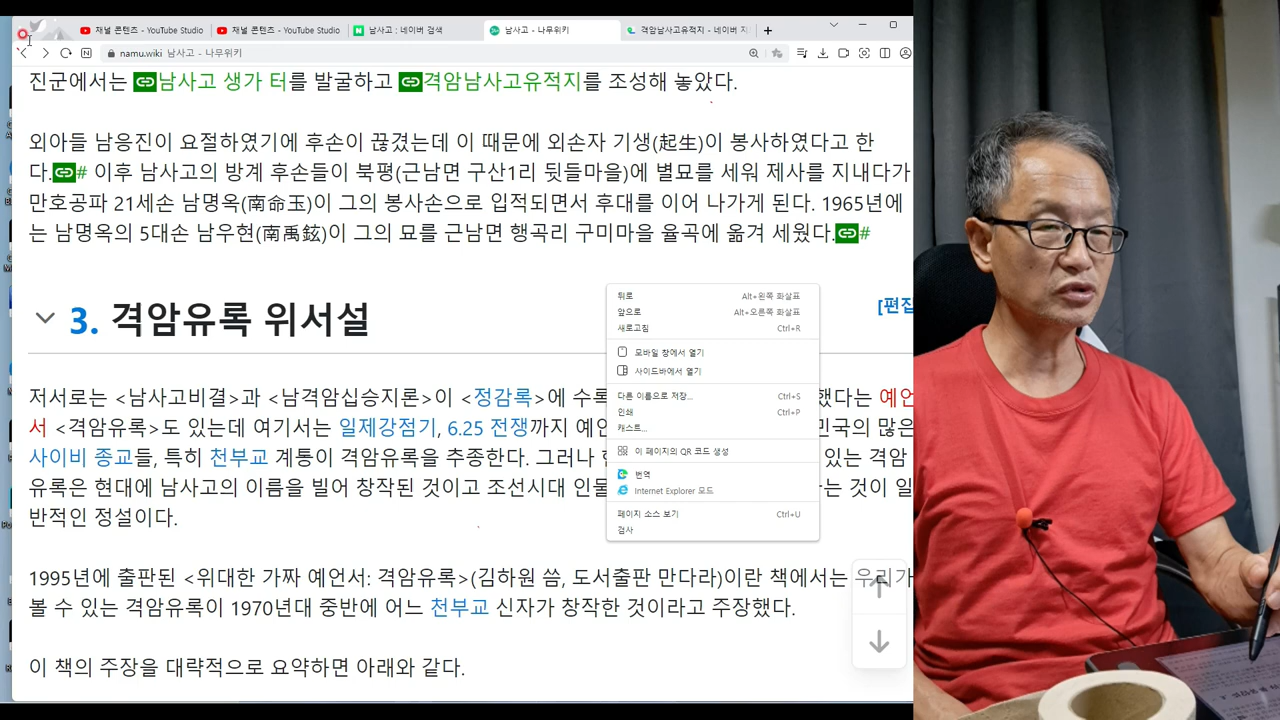 재널 콘텐츠 - YouTube Studio
재널 콘텐츠 - YouTube Studio
남사고 : 네이버 검색
남사고 - 나무위키
격암남사고유적지 - 네이버 지
namu.wiki 남사고 - 나무위키
진군에서는 남사고 생가 터를 발굴하고 격암남사고유적지를 조성해 놓았다.
외아들 남응진이 요절하였기에 후손이 끊겼는데 이 때문에 외손자 기생(起生)이 봉사하였다고 한
다.# 이후 남사고의 방계 후손들이 북평(근남면 구산1리 뒷들마을)에 별묘를 세워 제사를 지내다가
만호공파 21세손 남명옥(南命玉)이 그의 봉사손으로 입적되면서 후대를 이어 나가게 된다. 1965년에
는 남명옥의 5대손 남우현(南禹鉉)이 그의 묘를 근남면 행곡리 구미마을 율곡에 옮겨 세웠다.#
3. 격암유록 위서설
[편집
저서로는 <남사고비결>과 <남격암십승지론>이 <정감록>에 수록 했다는 예언
서 <격암유록>도 있는데 여기서는 일제강점기, 6.25 전쟁까지 예언 민국의 많은
사이비 종교들, 특히 천부교 계통이 격암유록을 추종한다. 그러나 있는 격암
유록은 현대에 남사고의 이름을 빌어 창작된 것이고 조선시대 인물 는 것이 일
반적인 정설이다.
1995년에 출판된 <위대한 가짜 예언서: 격암유록>(김하원 씀, 도서출판 만다라)이란 책에서는 우리가
볼 수 있는 격암유록이 1970년대 중반에 어느 천부교 신자가 창작한 것이라고 주장했다.
이 책의 주장을 대략적으로 요약하면 아래와 같다.
뒤로 Alt+왼쪽 화살표
앞으로 Alt+오른쪽 화살표
새로고침 Ctrl+R
모바일 창에서 열기
사이드바에서 열기
다른 이름으로 저장... Ctrl+S
인쇄 Ctrl+P
캐스트...
이 페이지의 QR 코드 생성
번역
Internet Explorer 모드
페이지 소스 보기 Ctrl+U
검사